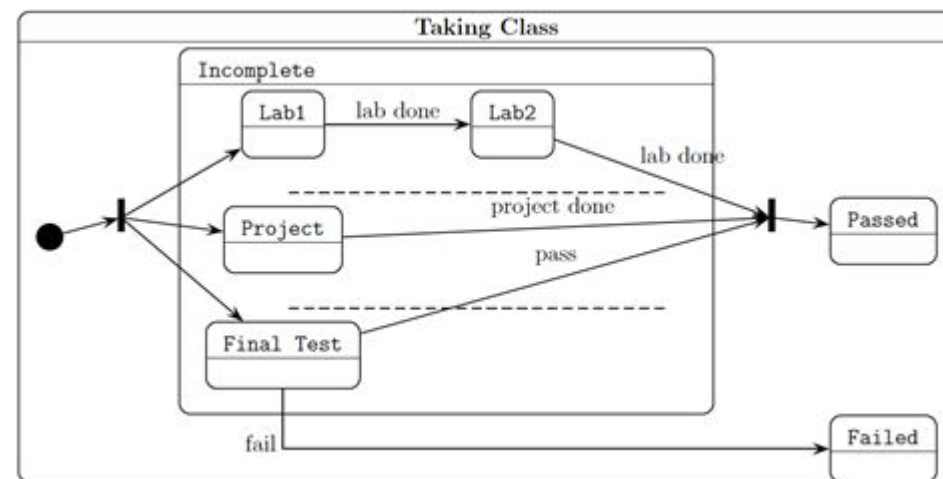 Taking Class
Incomplete
Lab1
lab done
Lab2
lab done
project done
Project
Passed
pass
Final Test
fail
Failed